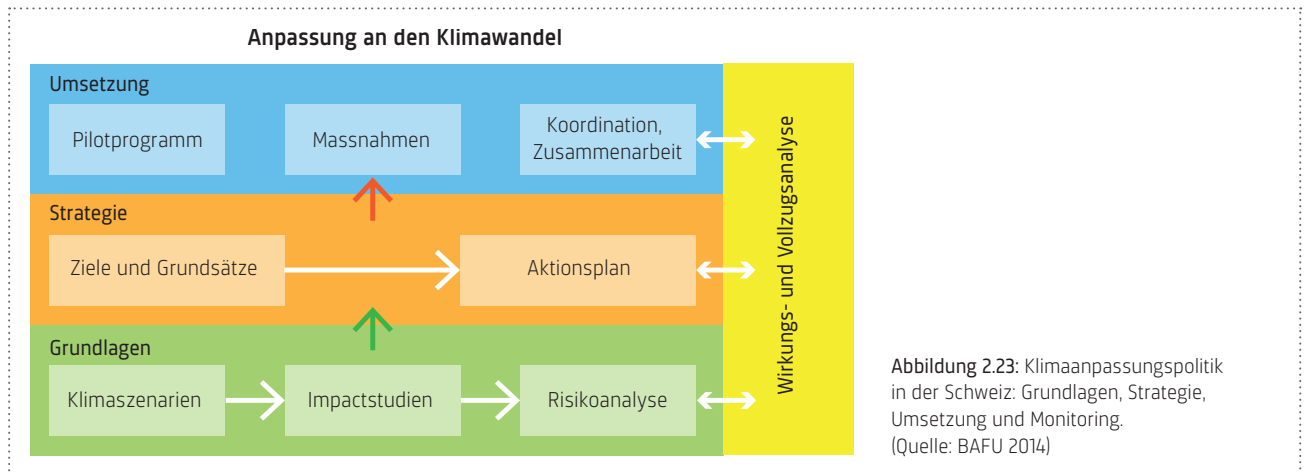 Anpassung an den Klimawandel
Umsetzung
Pilotprogramm
Massnahmen
Koordination,
Zusammenarbeit
Strategie
Ziele und Grundsätze
Aktionsplan
Grundlagen
Klimaszenarien
Impactstudien
Risikoanalyse
Wirkungs- und Vollzugsanalyse
Abbildung 2.23: Klimaanpassungspolitik
in der Schweiz: Grundlagen, Strategie,
Umsetzung und Monitoring.
(Quelle: BAFU 2014)